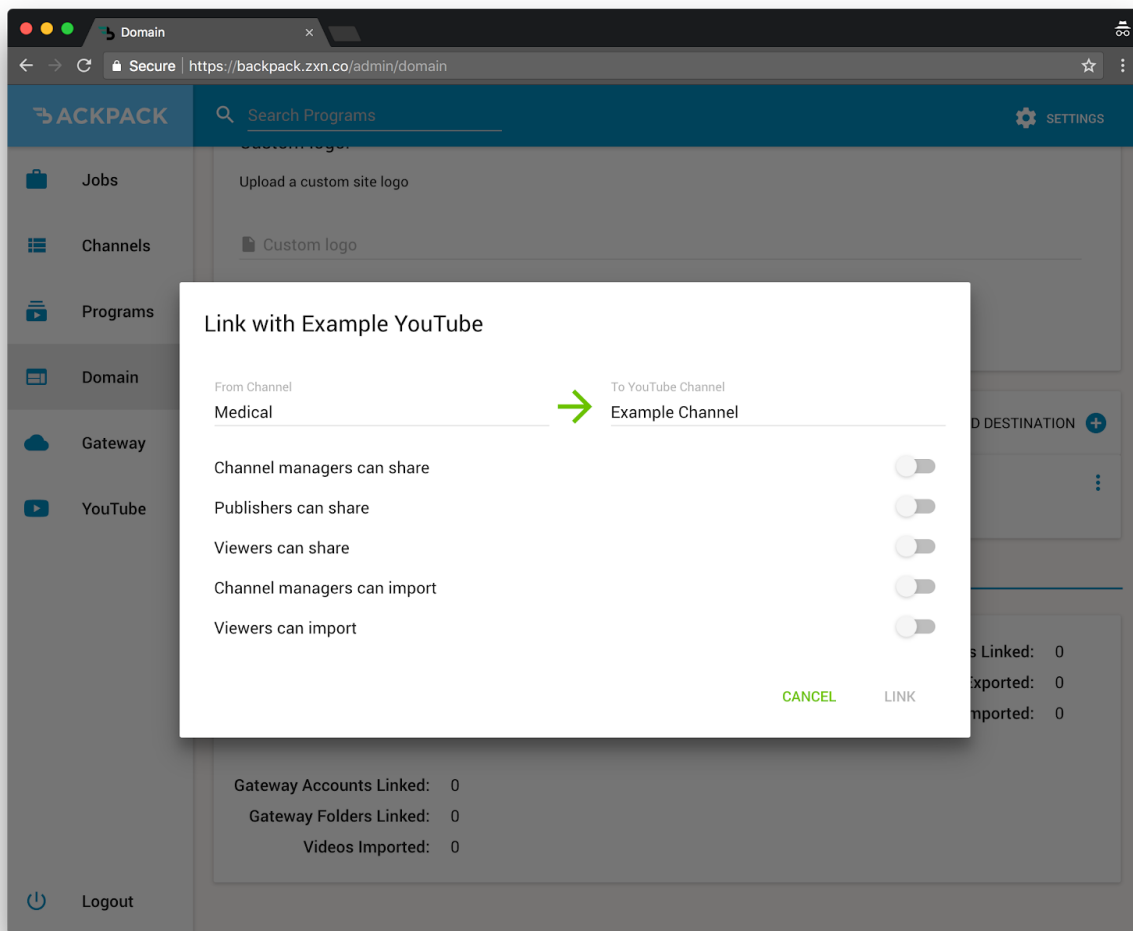 Domain
Secure https://backpack.zxn.co/admin/domain
BACKPACK
Search Programs
SETTINGS
Jobs
Channels
Programs
Domain
Gateway
YouTube
Logout
Custom logo.
Upload a custom site logo
Custom logo
Link with Example YouTube
From Channel
To YouTube Channel
Medical
Example Channel
Channel managers can share
Publishers can share
Viewers can share
Channel managers can import
Viewers can import
CANCEL
LINK
D DESTINATION
s Linked: 0
Exported: 0
mported: 0
Gateway Accounts Linked: 0
Gateway Folders Linked: 0
Videos Imported: 0